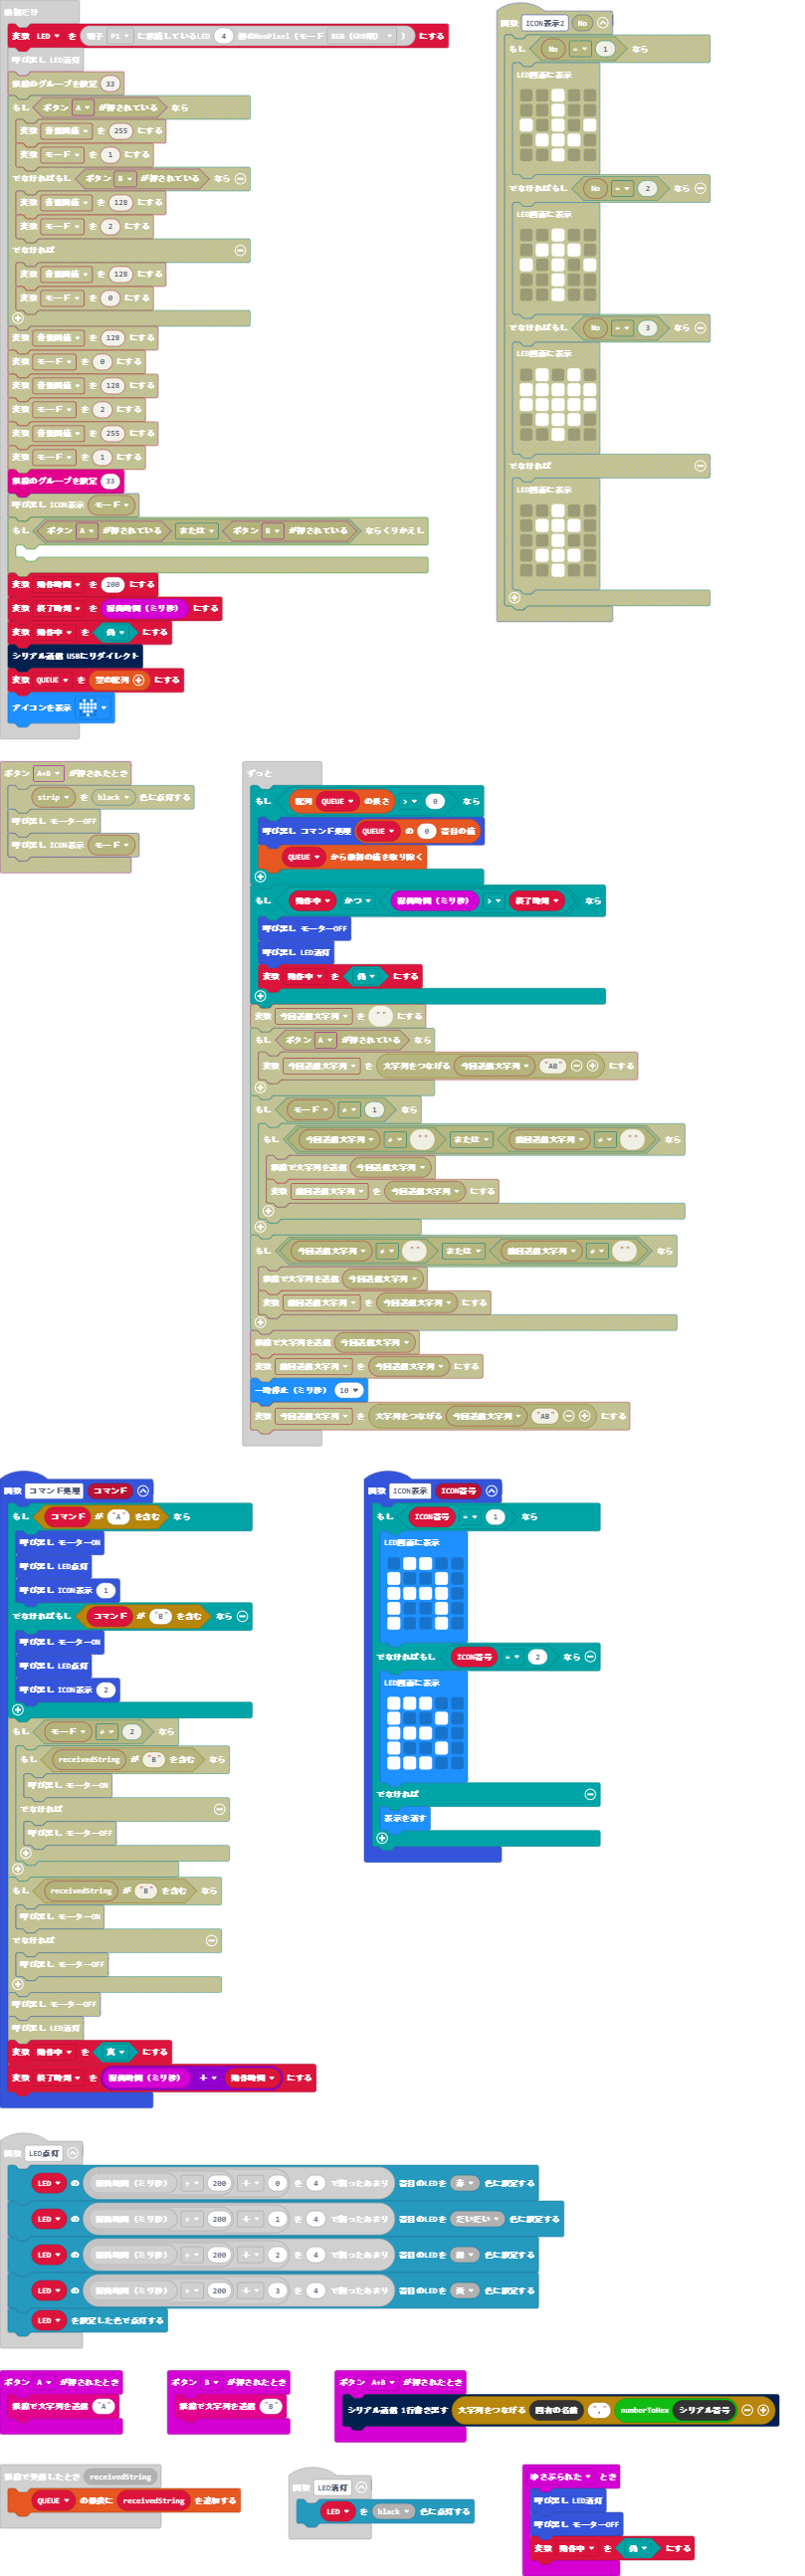 最初だけ
変数 LED を 端子 P1 に接続しているLED 4 個のNeoPixel (モード RGB (GRB順) ) にする
呼び出し LED消灯
無線のグループを設定 33
もし ボタン A が押されている なら
変数 音量閾値 を 255 にする
変数 モード を 1 にする
でなければもし ボタン B が押されている なら
変数 音量閾値 を 128 にする
変数 モード を 2 にする
でなければ
変数 音量閾値 を 128 にする
変数 モード を 0 にする
変数 音量閾値 を 128 にする
変数 モード を 0 にする
変数 音量閾値 を 128 にする
変数 モード を 2 にする
変数 音量閾値 を 255 にする
変数 モード を 1 にする
無線のグループを設定 33
呼び出し ICON表示 モード
もし ボタン A が押されている または ボタン B が押されている ならくりかえし
変数 動作時間 を 200 にする
変数 終了時刻 を 稼働時間 (ミリ秒) にする
変数 動作中 を 偽 にする
シリアル通信 USBにリダイレクト
変数 QUEUE を 空の配列 にする
アイコンを表示
関数 ICON表示2 No
もし No = 1 なら
LED画面に表示
でなければもし No = 2 なら
LED画面に表示
でなければもし No = 3 なら
LED画面に表示
でなければ
LED画面に表示
ボタン A+B が押されたとき
strip を black 色に点灯する
呼び出し モーターOFF
呼び出し ICON表示 モード
ずっと
もし 配列 QUEUE の長さ > 0 なら
呼び出し コマンド処理 QUEUE の 0 番目の値
QUEUE から最初の値を取り除く
もし 動作中 かつ 稼働時間 (ミリ秒) > 終了時刻 なら
呼び出し モーターOFF
呼び出し LED消灯
変数 動作中 を 偽 にする
変数 今回送信文字列 を "" にする
もし ボタン A が押されている なら
変数 今回送信文字列 を 文字列をつなげる 今回送信文字列 "AB" にする
もし モード ≠ 1 なら
もし 今回送信文字列 ≠ "" または 前回送信文字列 ≠ "" なら
無線で文字列を送信 今回送信文字列
変数 前回送信文字列 を 今回送信文字列 にする
もし 今回送信文字列 ≠ "" または 前回送信文字列 ≠ "" なら
無線で文字列を送信 今回送信文字列
変数 前回送信文字列 を 今回送信文字列 にする
無線で文字列を送信 今回送信文字列
変数 前回送信文字列 を 今回送信文字列 にする
一時停止 (ミリ秒) 10
変数 今回送信文字列 を 文字列をつなげる 今回送信文字列 "AB" にする
関数 コマンド処理 コマンド
もし コマンド が "A" を含む なら
呼び出し モーターON
呼び出し LED点灯
呼び出し ICON表示 1
でなければもし コマンド が "B" を含む なら
呼び出し モーターON
呼び出し LED点灯
呼び出し ICON表示 2
もし モード ≠ 2 なら
もし receivedString が "B" を含む なら
呼び出し モーターON
でなければ
呼び出し モーターOFF
もし receivedString が "B" を含む なら
呼び出し モーターON
でなければ
呼び出し モーターOFF
呼び出し モーターOFF
呼び出し LED消灯
変数 動作中 を 真 にする
変数 終了時刻 を 稼働時間 (ミリ秒) + 動作時間 にする
関数 ICON表示 ICON番号
もし ICON番号 = 1 なら
LED画面に表示
でなければもし ICON番号 = 2 なら
LED画面に表示
でなければ
表示を消す
関数 LED点灯
LED の 稼働時間 (ミリ秒) ÷ 200 + 0 を 4 で割ったあまり 番目のLEDを 赤 色に設定する
LED の 稼働時間 (ミリ秒) ÷ 200 + 1 を 4 で割ったあまり 番目のLEDを だいだい 色に設定する
LED の 稼働時間 (ミリ秒) ÷ 200 + 2 を 4 で割ったあまり 番目のLEDを 色に設定する
LED の 稼働時間 (ミリ秒) ÷ 200 + 3 を 4 で割ったあまり 番目のLEDを 色に設定する
LED を設定した色で点灯する
ボタン A が押されたとき
無線で文字列を送信 "A"
ボタン B が押されたとき
無線で文字列を送信 "B"
ボタン A+B が押されたとき
シリアル通信 1行書き出す 文字列をつなげる 固有の名前 "," numberToHex シリアル番号
無線で受信したとき receivedString
QUEUE の最後に receivedString を追加する
関数 LED消灯
LED を black 色に点灯する
ゆさぶられた とき
呼び出し LED消灯
呼び出し モーターOFF
変数 動作中 を 偽 にする